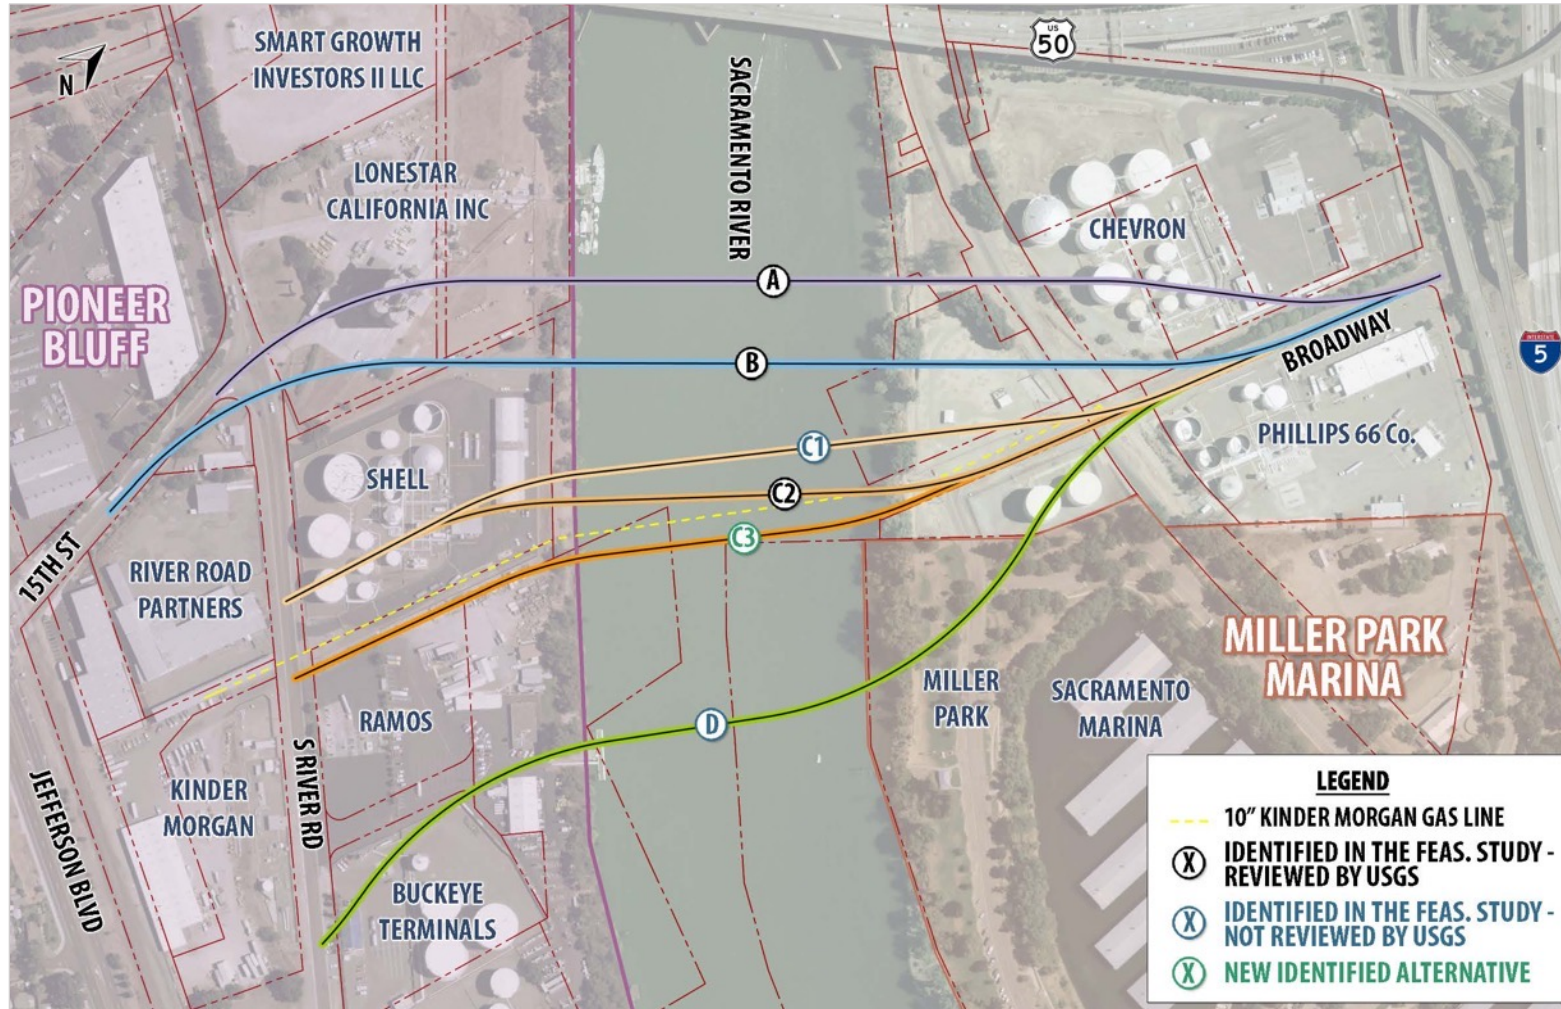 SMART GROWTH
INVESTORS II LLC
N
LONESTAR
CALIFORNIA INC
SACRAMENTO RIVER
US
50
CHEVRON
PIONEER
BLUFF
A
B
BROADWAY
INTERSTATE
5
C1
PHILLIPS 66 Co.
SHELL
C2
C3
15TH ST
RIVER ROAD
PARTNERS
MILLER PARK
MARINA
MILLER
PARK
SACRAMENTO
MARINA
RAMOS
D
S RIVER RD
JEFFERSON BLVD
KINDER
MORGAN
BUCKEYE
TERMINALS
LEGEND
10" KINDER MORGAN GAS LINE
X IDENTIFIED IN THE FEAS. STUDY -
REVIEWED BY USGS
X IDENTIFIED IN THE FEAS. STUDY -
NOT REVIEWED BY USGS
X NEW IDENTIFIED ALTERNATIVE